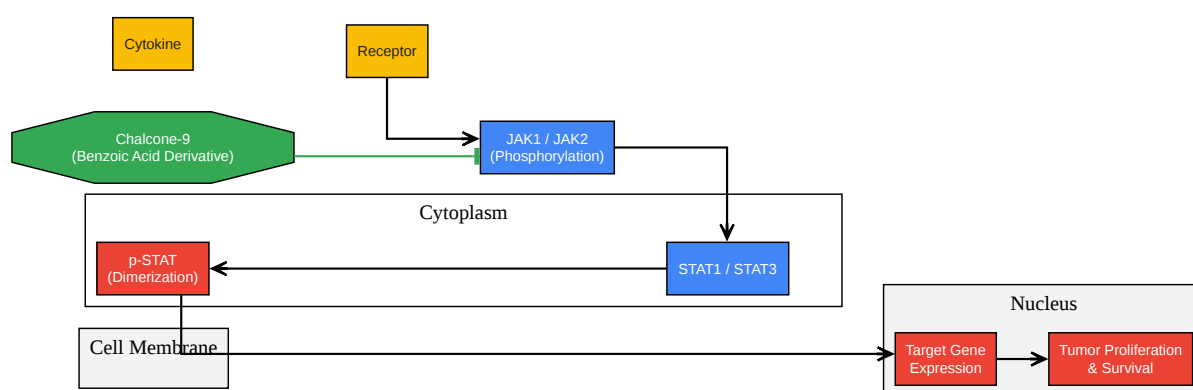 Cytokine
Receptor
Chalcone-9
(Benzoic Acid Derivative)
JAK1 / JAK2
(Phosphorylation)
Cytoplasm
p-STAT
(Dimerization)
STAT1 / STAT3
Nucleus
Cell Membrane
Target Gene
Expression
Tumor Proliferation
& Survival